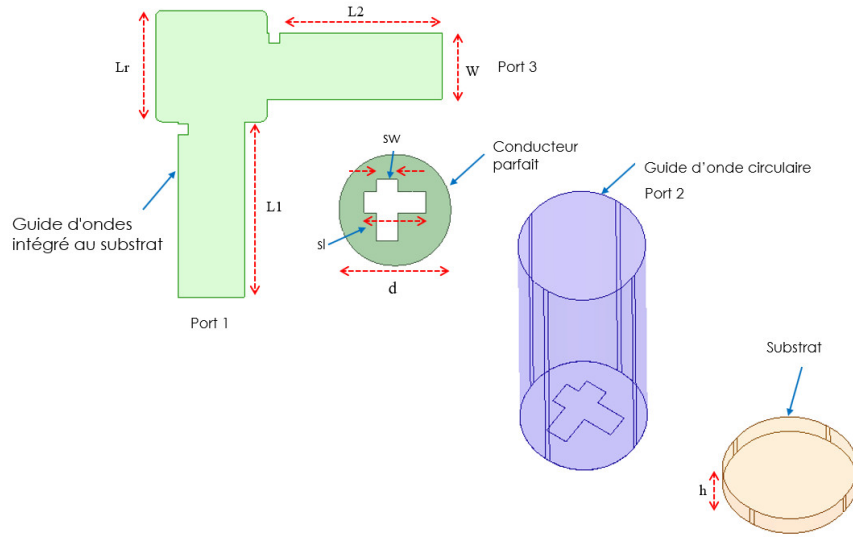 L2
Lr
W
Port 3
sw
Conducteur
parfait
Guide d'onde circulaire
Port 2
L1
Guide d'ondes
intégré au substrat
sl
d
Port 1
Substrat
h